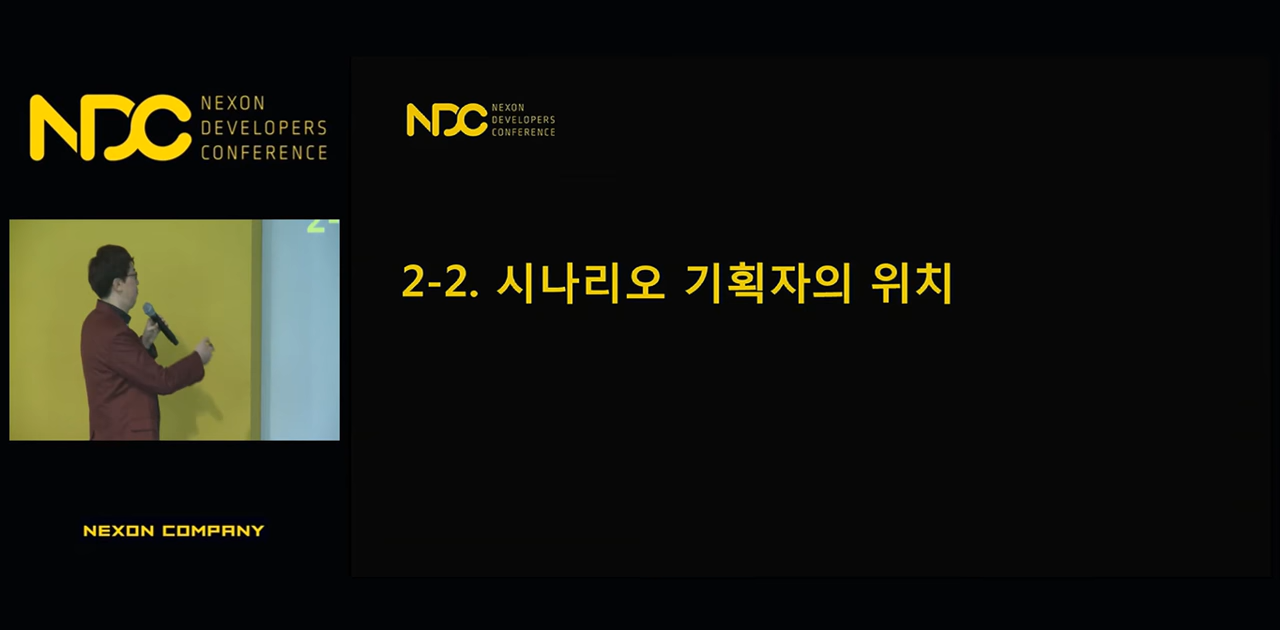 NDC
NEXON
DEVELOPERS
CONFERENCE
NDC
NEXON
DEVELOPERS
CONFERENCE
2-2. 시나리오 기획자의 위치
2-
NEXON COMPANY